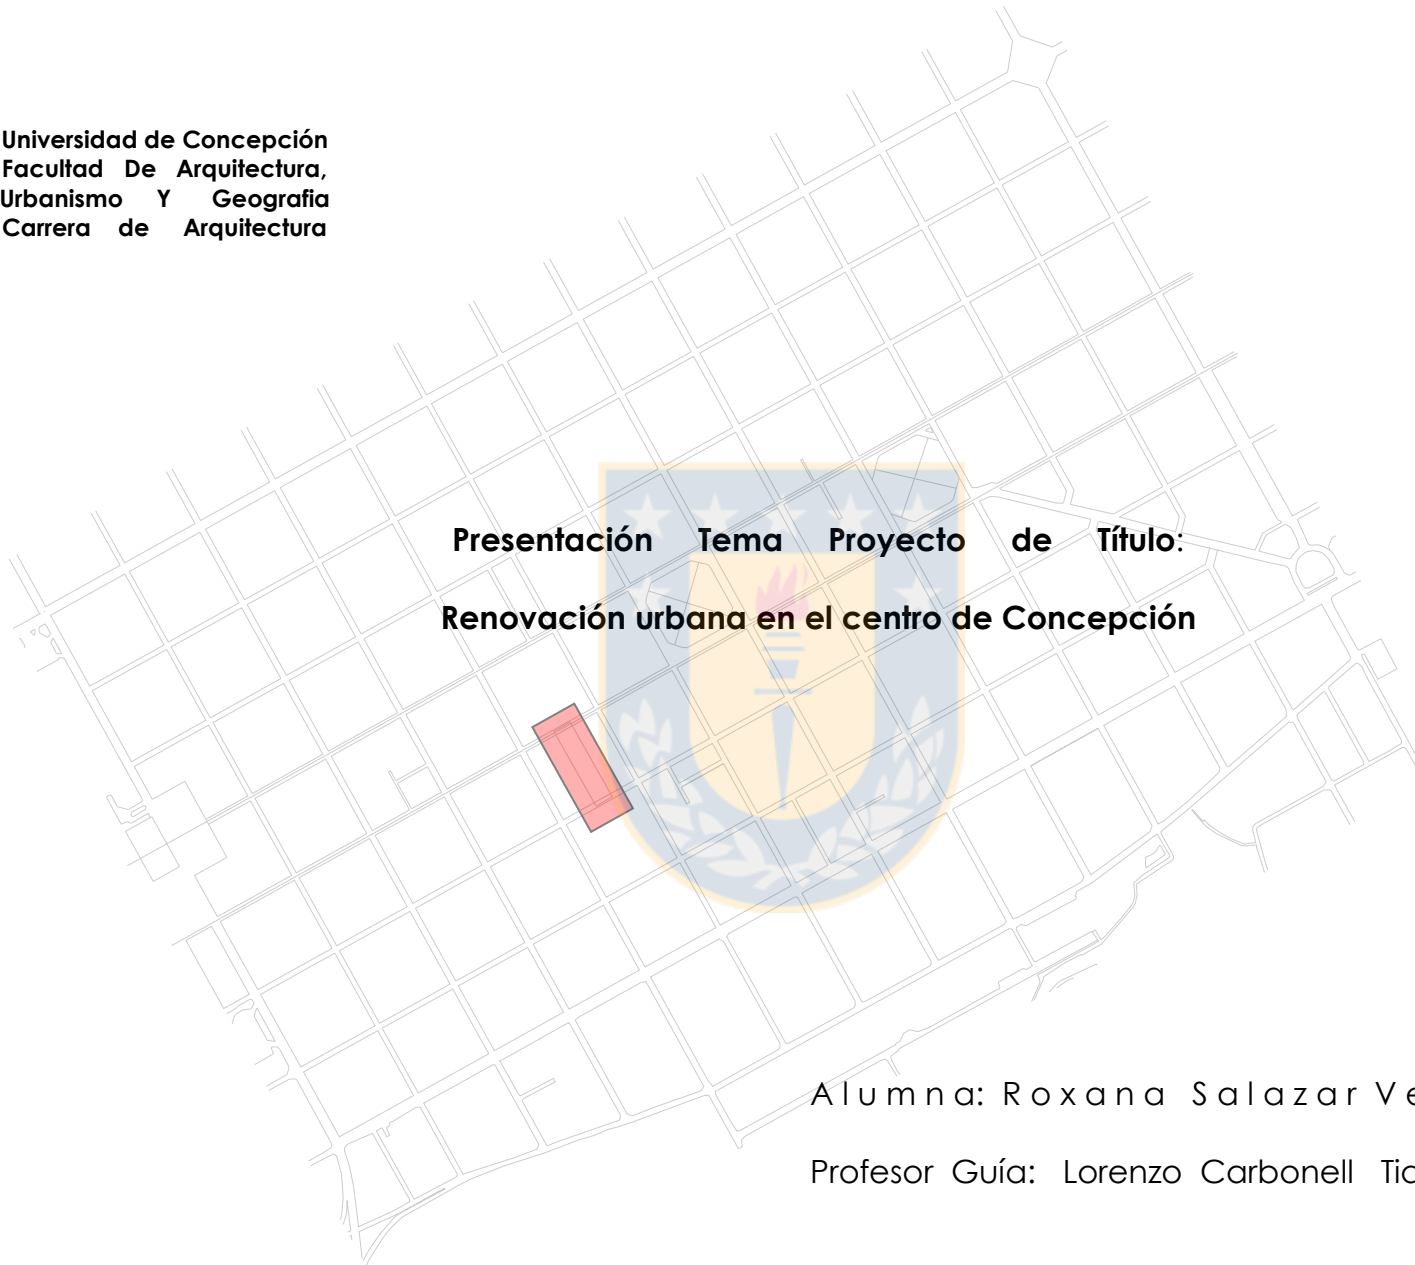 Universidad de Concepción
Facultad De Arquitectura,
Urbanismo Y Geografia
Carrera de Arquitectura
Presentación Tema Proyecto de Título:
Renovación urbana en el centro de Concepción
Alumna: Roxana Salazar
Profesor Guía: Lorenzo Carbonell